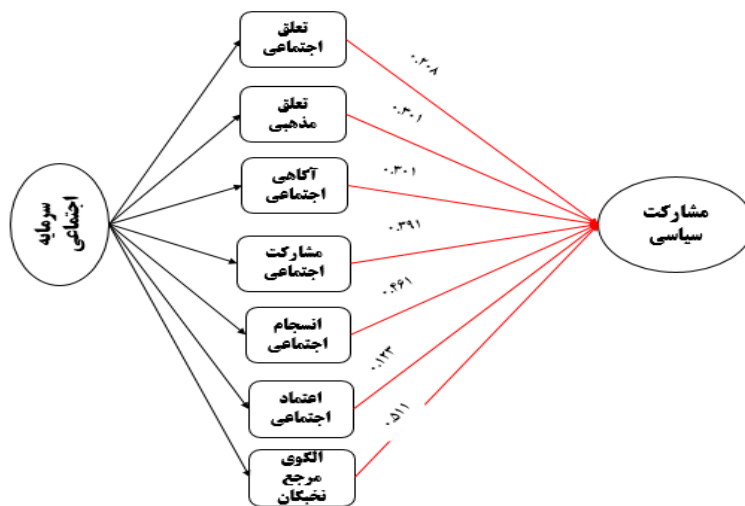 تعلق
اجتماعی
۰.۲۰۸
تعلق
مذهبی
۰.۳۰۱
آگاهی
اجتماعی
۰.۳۰۱
سرمایه
اجتماعی
مشارکت
سیاسی
مشارکت
اجتماعی
۰.۳۹۱
انسجام
اجتماعی
۰.۴۶۱
اعتماد
اجتماعی
۰.۱۲۳
الگوی
مرجع
نخبگان
۰.۵۱۱